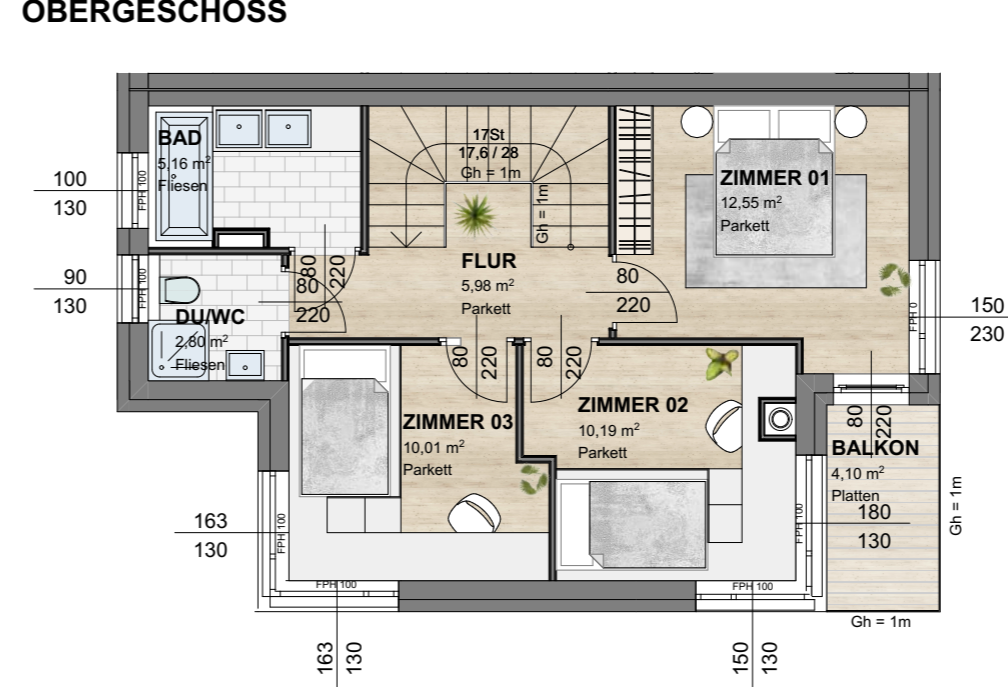 OBERGESCHOSS
BAD
5,16 m²
Fliesen
100
130
FPH 100
17St
17,6 / 28
Gh = 1m
Gh = 1m
ZIMMER 01
12,55 m²
Parkett
FLUR
5,98 m²
Parkett
80
220
80
220
80
220
90
130
FPH 100
DU/WC
2,80 m²
Fliesen
150
230
FPH 0
80
220
80
220
ZIMMER 03
10,01 m²
Parkett
ZIMMER 02
10,19 m²
Parkett
80
220
BALKON
4,10 m²
Platten
180
130
FPH 100
Gh = 1m
163
130
FPH 100
FPH 100
FPH 100
Gh = 1m
163
130
150
130